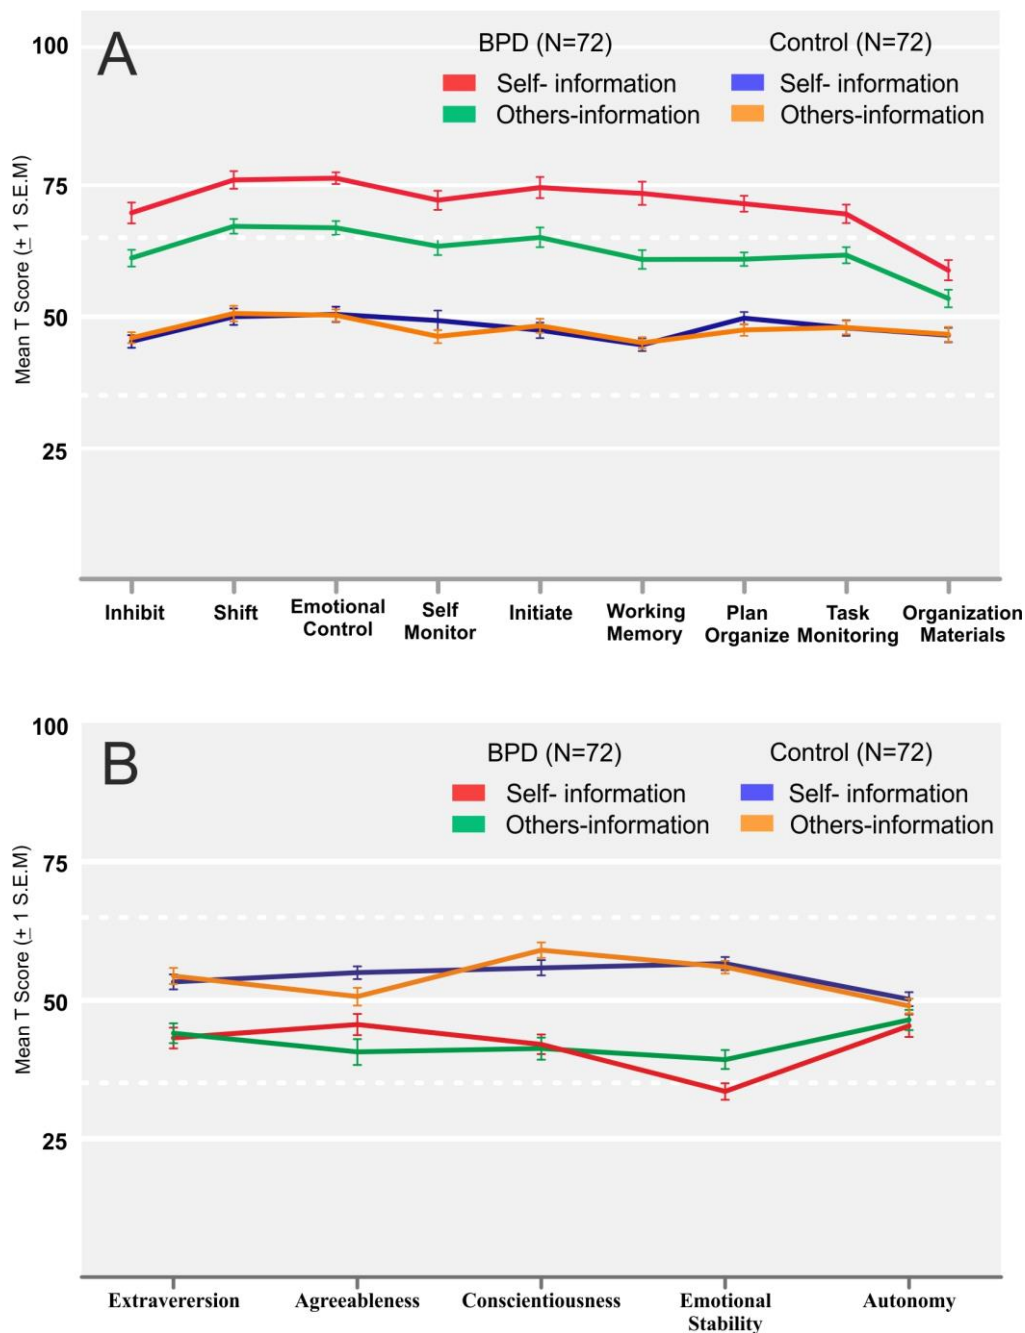 A
BPD (N=72)
Control (N=72)
Self- information
Self-information
Others-information
Others-information
100
75
50
25
Mean T Score (± 1 S.E.M)
Inhibit
Shift
Emotional
Control
Self
Monitor
Initiate
Working
Memory
Plan
Organize
Task
Monitoring
Organization
Materials
B
BPD (N=72)
Control (N=72)
Self- information
Self- information
Others-information
Others-information
100
75
50
25
Mean T Score (± 1 S.E.M)
Extraverersion
Agreeableness
Conscientiousness
Emotional
Stability
Autonomy